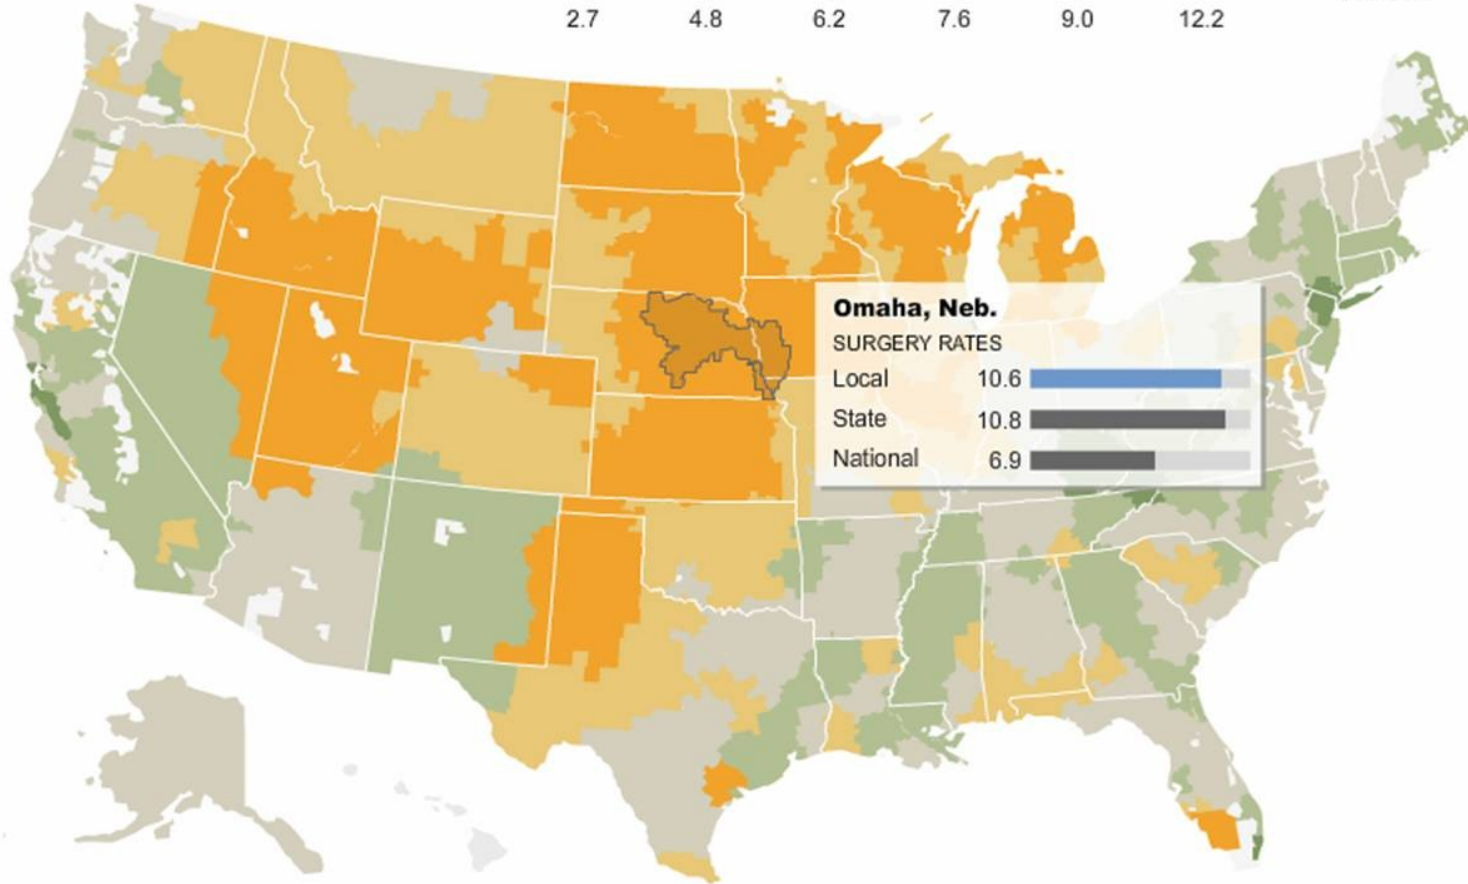 2.7 4.8 6.2 7.6 9.0 12.2
Omaha, Neb.
SURGERY RATES
Local 10.6
State 10.8
National 6.9